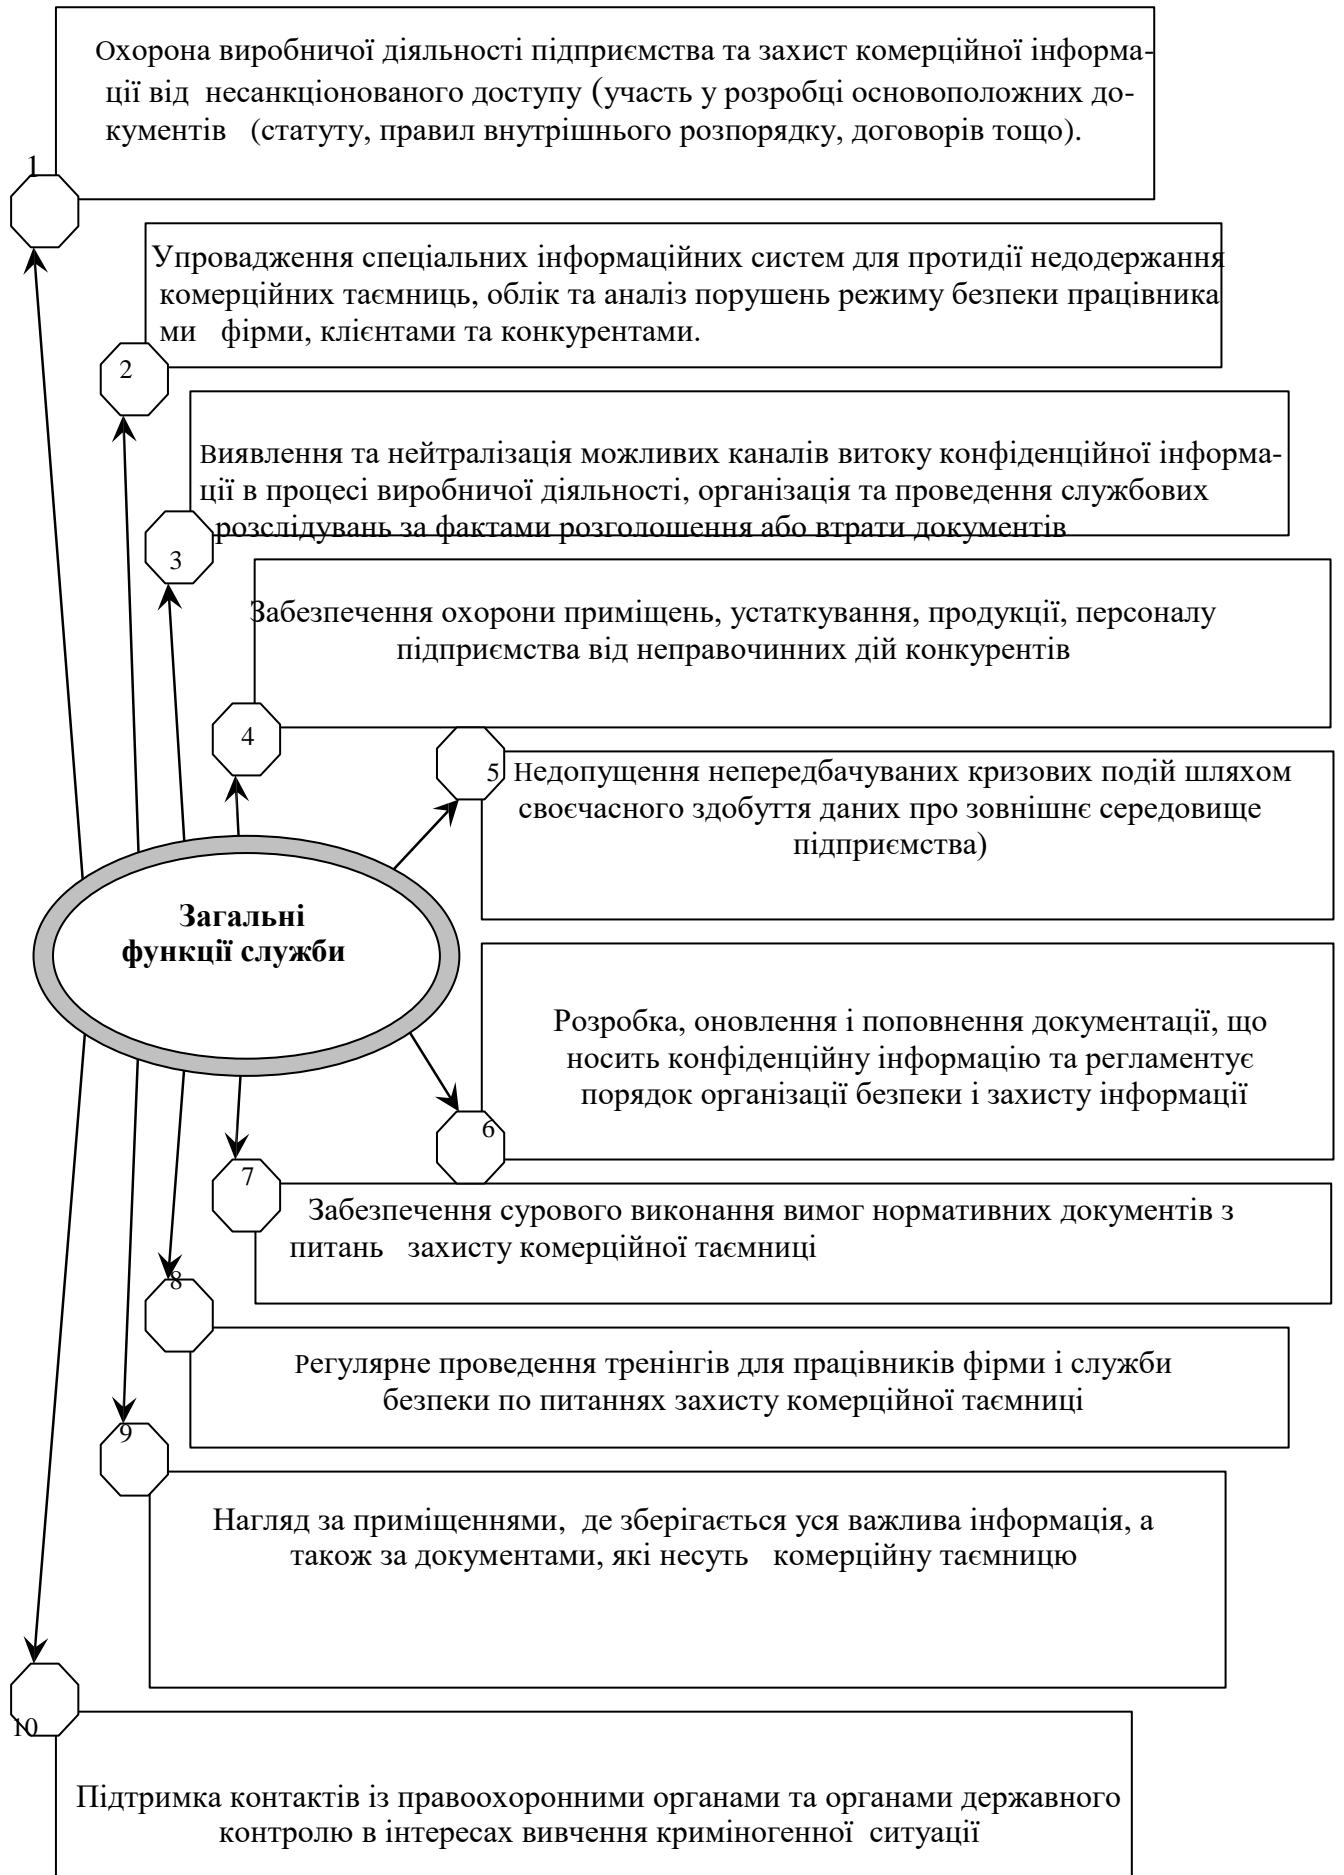 Охорона виробничої діяльності підприємства та захист комерційної інформа-
ції від несанкціонованого доступу (участь у розробці основоположних до-
кументів (статуту, правил внутрішнього розпорядку, договорів тощо).
1
Упровадження спеціальних інформаційних систем для протидії недодержання
комерційних таємниць, облік та аналіз порушень режиму безпеки працівника
ми фірми, клієнтами та конкурентами.
2
Виявлення та нейтралізація можливих каналів витоку конфіденційної інформа-
ції в процесі виробничої діяльності, організація та проведення службових
розслідувань за фактами розголошення або втрати документів
3
Забезпечення охорони приміщень, устаткування, продукції, персоналу
підприємства від неправочинних дій конкурентів
4
5
Недопущення непередбачуваних кризових подій шляхом
своєчасного здобуття даних про зовнішнє середовище
підприємства)
Загальні
функції служби
Розробка, оновлення і поповнення документації, що
носить конфіденційну інформацію та регламентує
порядок організації безпеки і захисту інформації
6
7
Забезпечення сурового виконання вимог нормативних документів з
питань захисту комерційної таємниці
8
Регулярне проведення тренінгів для працівників фірми і служби
безпеки по питаннях захисту комерційної таємниці
9
Нагляд за приміщеннями, де зберігається уся важлива інформація, а
також за документами, які несуть комерційну таємницю
10
Підтримка контактів із правоохоронними органами та органами державного
контролю в інтересах вивчення криміногенної ситуації